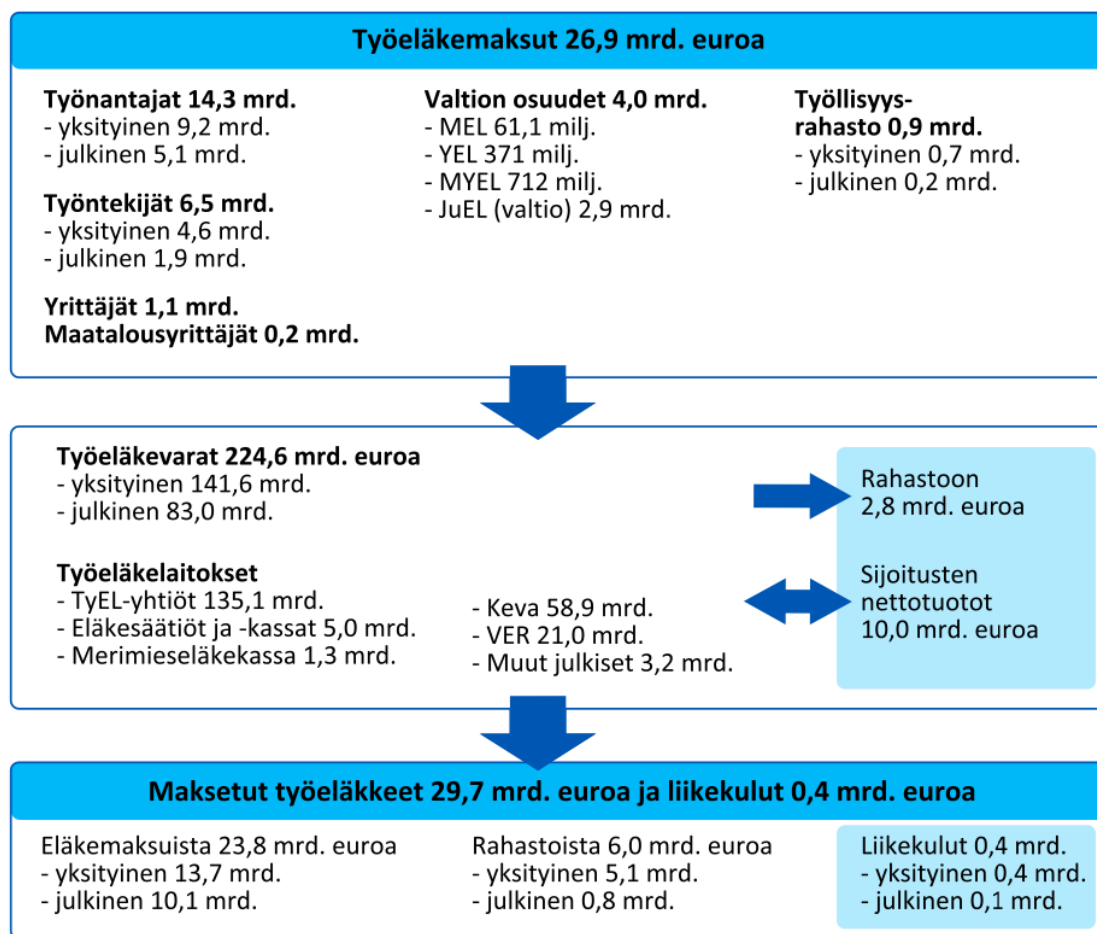 Työeläkemaksut 26,9 mrd. euroa
Työnantajat 14,3 mrd.
- yksityinen 9,2 mrd.
- julkinen 5,1 mrd.
Työntekijät 6,5 mrd.
- yksityinen 4,6 mrd.
- julkinen 1,9 mrd.
Yrittäjät 1,1 mrd.
Maatalousyrittäjät 0,2 mrd.
Valtion osuudet 4,0 mrd.
- MEL 61,1 milj.
- YEL 371 milj.
- MYEL 712 milj.
- JuEL (valtio) 2,9 mrd.
Työllisyys-
rahasto 0,9 mrd.
- yksityinen 0,7 mrd.
- julkinen 0,2 mrd.
Työeläkevarat 224,6 mrd. euroa
- yksityinen 141,6 mrd.
- julkinen 83,0 mrd.
Työeläkelaitokset
- TyEL-yhtiöt 135,1 mrd.
- Eläkesäätiöt ja -kassat 5,0 mrd.
- Merimieseläkekassa 1,3 mrd.
- Keva 58,9 mrd.
- VER 21,0 mrd.
- Muut julkiset 3,2 mrd.
Rahastoon
2,8 mrd. euroa
Sijoitusten
nettotuotot
10,0 mrd. euroa
Maksetut työeläkkeet 29,7 mrd. euroa ja liikekulut 0,4 mrd. euroa
Eläkemaksuista 23,8 mrd. euroa
- yksityinen 13,7 mrd.
- julkinen 10,1 mrd.
Rahastoista 6,0 mrd. euroa
- yksityinen 5,1 mrd.
- julkinen 0,8 mrd.
Liikekulut 0,4 mrd.
- yksityinen 0,4 mrd.
- julkinen 0,1 mrd.